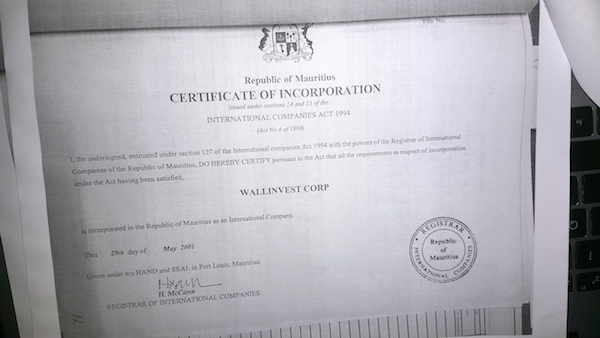 File No.
Republic of Mauritius
CERTIFICATE OF INCORPORATION
issued under sections 14 and 15 of the
INTERNATIONAL COMPANIES ACT 1994
(Act No 4 of 1994)
I, the undersigned, entrusted under section 127 of the International companies Act 1994 with the powers of the Registrar of International
Companies of the Republic of Mauritius, DO HEREBY CERTIFY pursuant to the Act that all the requirements in respect of incorporation
under the Act having been satisfied,
WALLINVEST CORP
is incorporated in the Republic of Mauritius as an International Company.
This 29th day of May 2001
Given under my HAND and SEAL in Port Louis, Mauritius.
H. McCann
REGISTRAR OF INTERNATIONAL COMPANIES
REGISTRAR
Republic
of
Mauritius
INTERNATIONAL COMPANIES